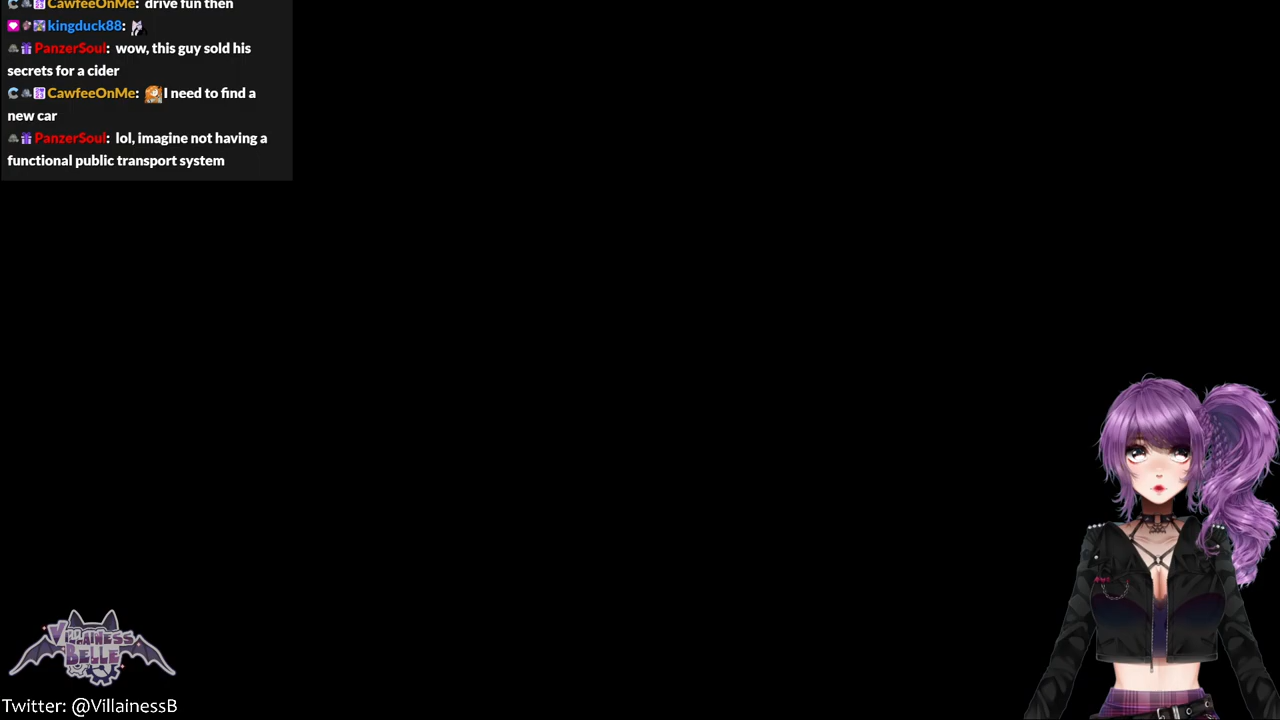 CawfeeOnMe: drive fun then
kingduck88:
PanzerSoul: wow, this guy sold his
secrets for a cider
CawfeeOnMe: I need to find a
new car
PanzerSoul: lol, imagine not having a
functional public transport system
VILLAINESS
BELLE
Twitter: @VillainessB